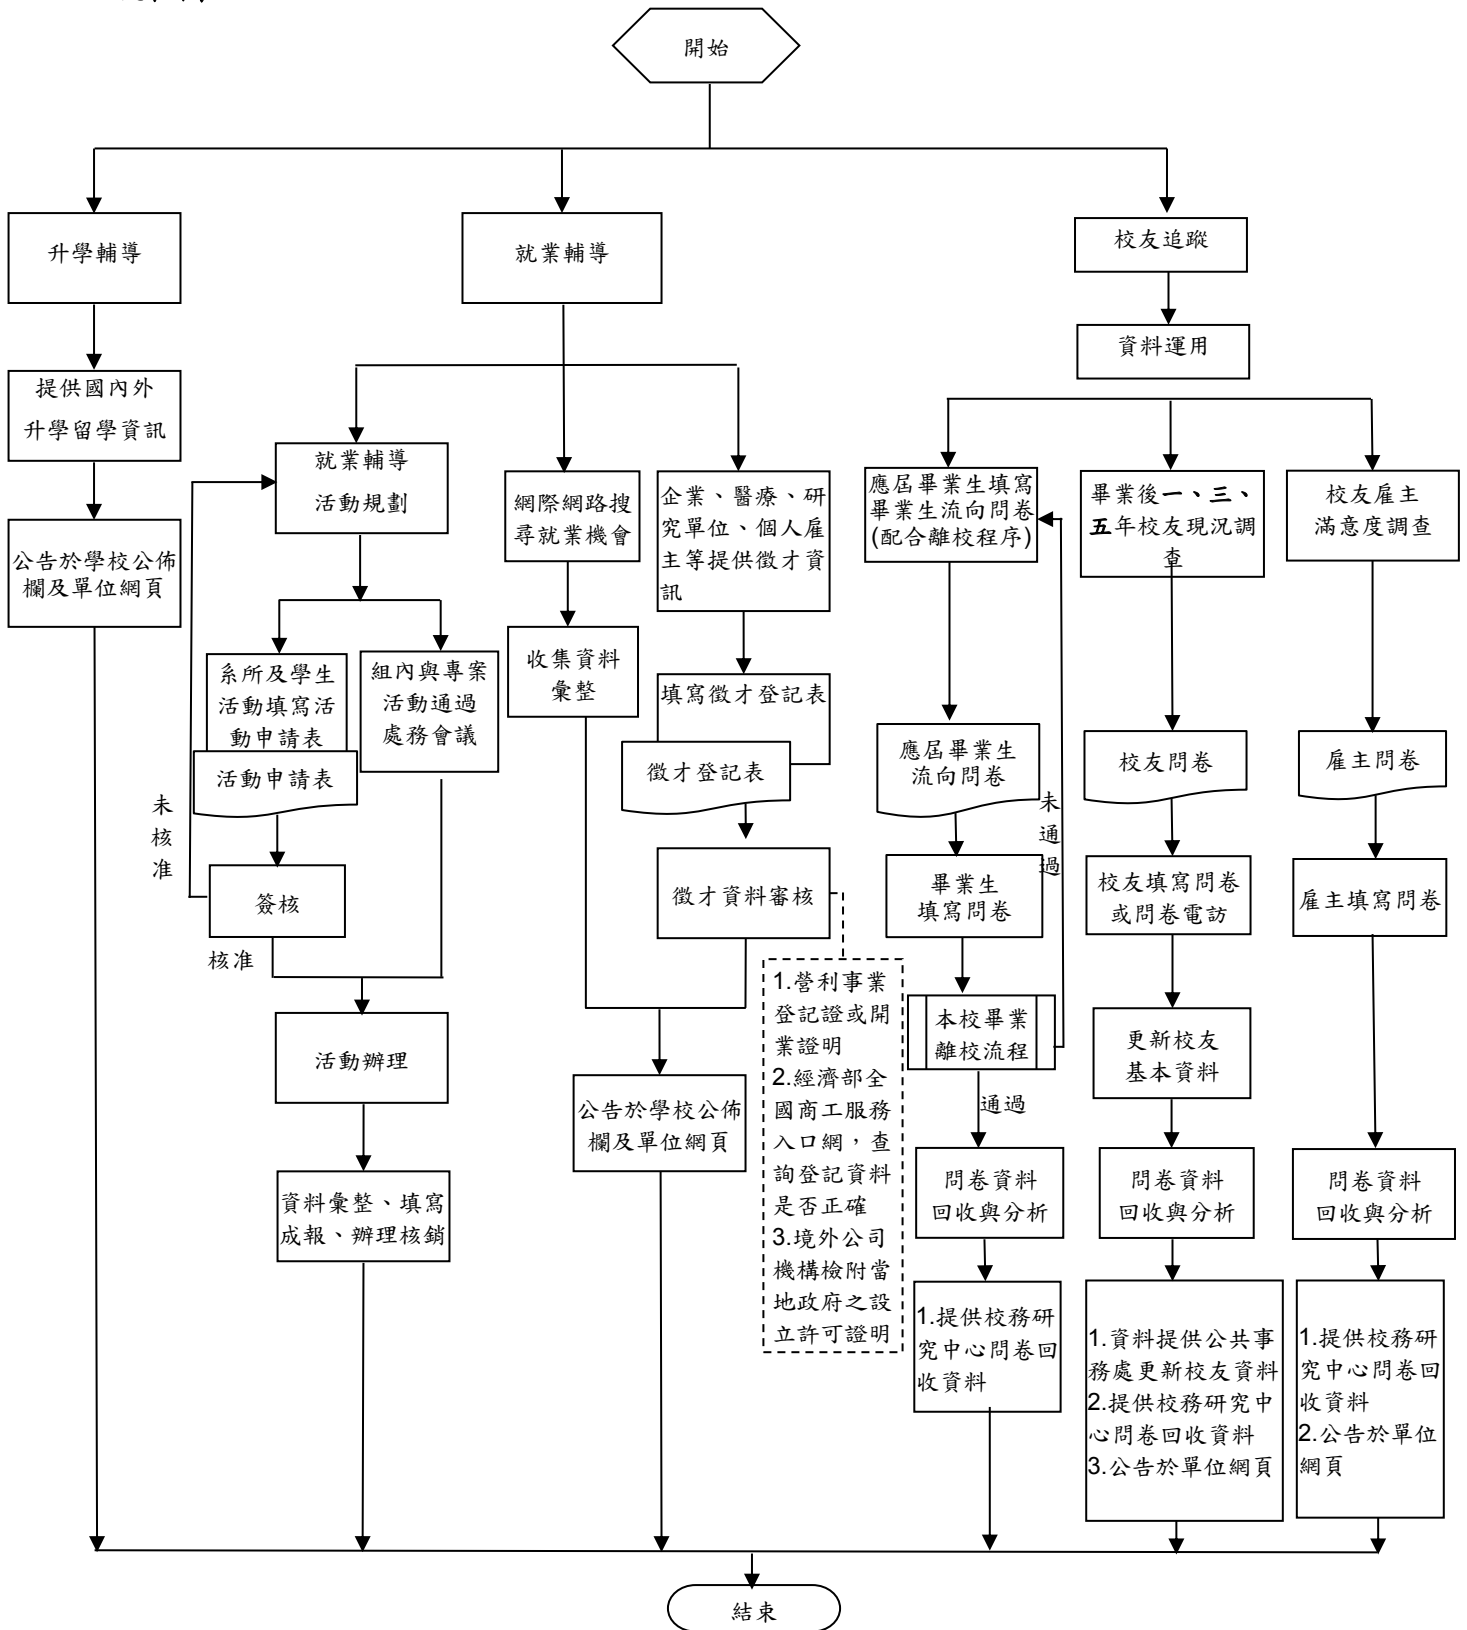 開始
升學輔導
就業輔導
校友追蹤
資料運用
提供國內外
升學留學資訊
公告於學校公佈
欄及單位網頁
就業輔導
活動規劃
網際網路搜
尋就業機會
企業、醫療、研
究單位、個人雇
主等提供徵才資
訊
應屆畢業生填寫
畢業生流向問卷
(配合離校程序)
畢業後一、三、
五年校友現況調
查
校友雇主
滿意度調查
系所及學生
活動填寫活
動申請表
活動申請表
組內與專案
活動通過
處務會議
收集資料
彙整
填寫徵才登記表
徵才登記表
應屆畢業生
流向問卷
校友問卷
雇主問卷
未
核
准
未
通
過
簽核
核准
徵才資料審核
畢業生
填寫問卷
校友填寫問卷
或問卷電訪
雇主填寫問卷
1.營利事業
登記證或開
業證明
2.經濟部全
國商工服務
入口網，查
詢登記資料
是否正確
3.境外公司
機構檢附當
地政府之設
立許可證明
本校畢業
離校流程
通過
更新校友
基本資料
活動辦理
公告於學校公佈
欄及單位網頁
資料彙整、填寫
成報、辦理核銷
問卷資料
回收與分析
問卷資料
回收與分析
問卷資料
回收與分析
1.提供校務研
究中心問卷回
收資料
1.資料提供公共事
務處更新校友資料
2.提供校務研究中
心問卷回收資料
3.公告於單位網頁
1.提供校務研
究中心問卷回
收資料
2.公告於單位
網頁
結束